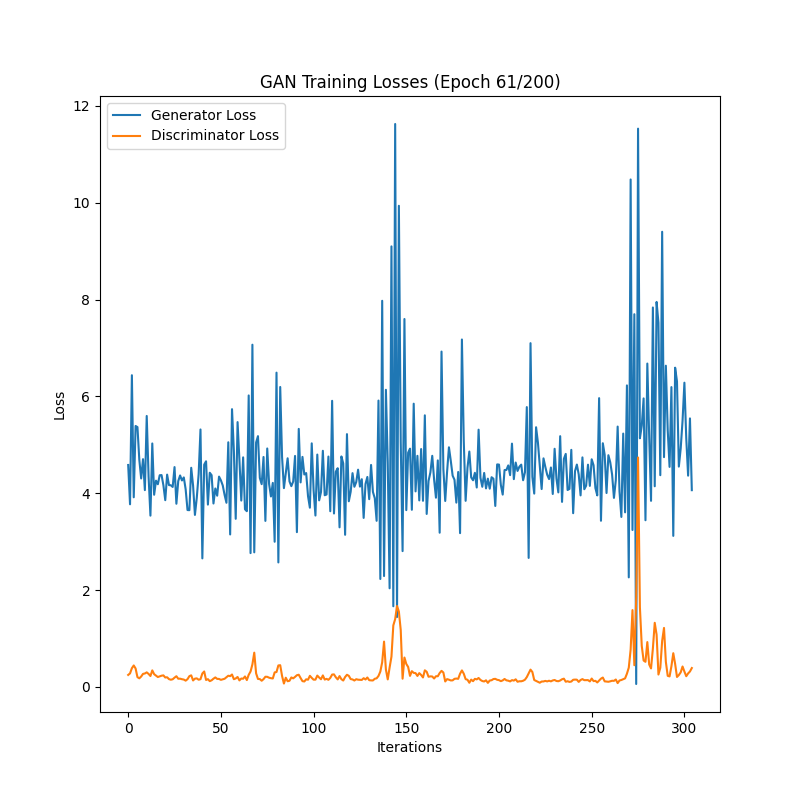 GAN Training Losses (Epoch 61/200)
Generator Loss
Discriminator Loss
12
10
8
6
4
2
0
Loss
0 50 100 150 200 250 300
Iterations